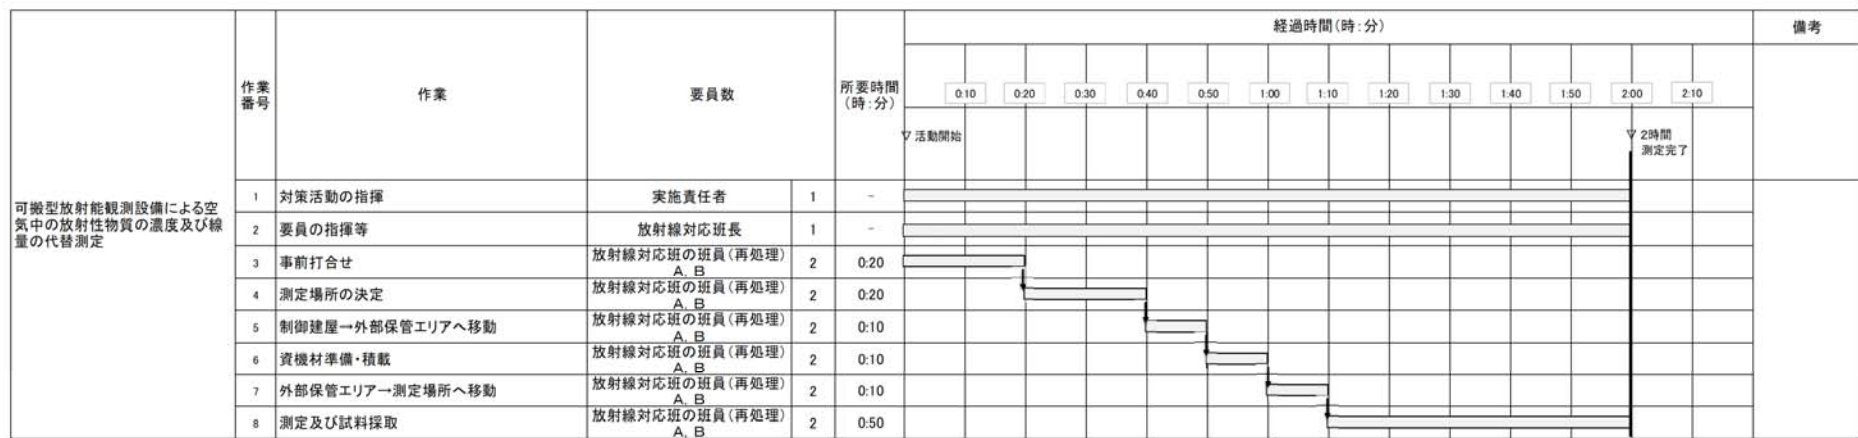 作業番号
作業
要員数
所要時間(時:分)
経過時間(時:分)
備考
0:10 0:20 0:30 0:40 0:50 1:00 1:10 1:20 1:30 1:40 1:50 2:00 2:10
▽活動開始
▽ 2時間
測定完了
可搬型放射能観測設備による空
気中の放射性物質の濃度及び線
量の代替測定
1 対策活動の指揮 実施責任者 1 -
2 要員の指揮等 放射線対応班長 1 -
3 事前打合せ 放射線対応班の班員(再処理) A, B 2 0:20
4 測定場所の決定 放射線対応班の班員(再処理) A, B 2 0:20
5 制御建屋→外部保管エリアへ移動 放射線対応班の班員(再処理) A, B 2 0:10
6 資機材準備・積載 放射線対応班の班員(再処理) A, B 2 0:10
7 外部保管エリア→測定場所へ移動 放射線対応班の班員(再処理) A, B 2 0:10
8 測定及び試料採取 放射線対応班の班員(再処理) A, B 2 0:50